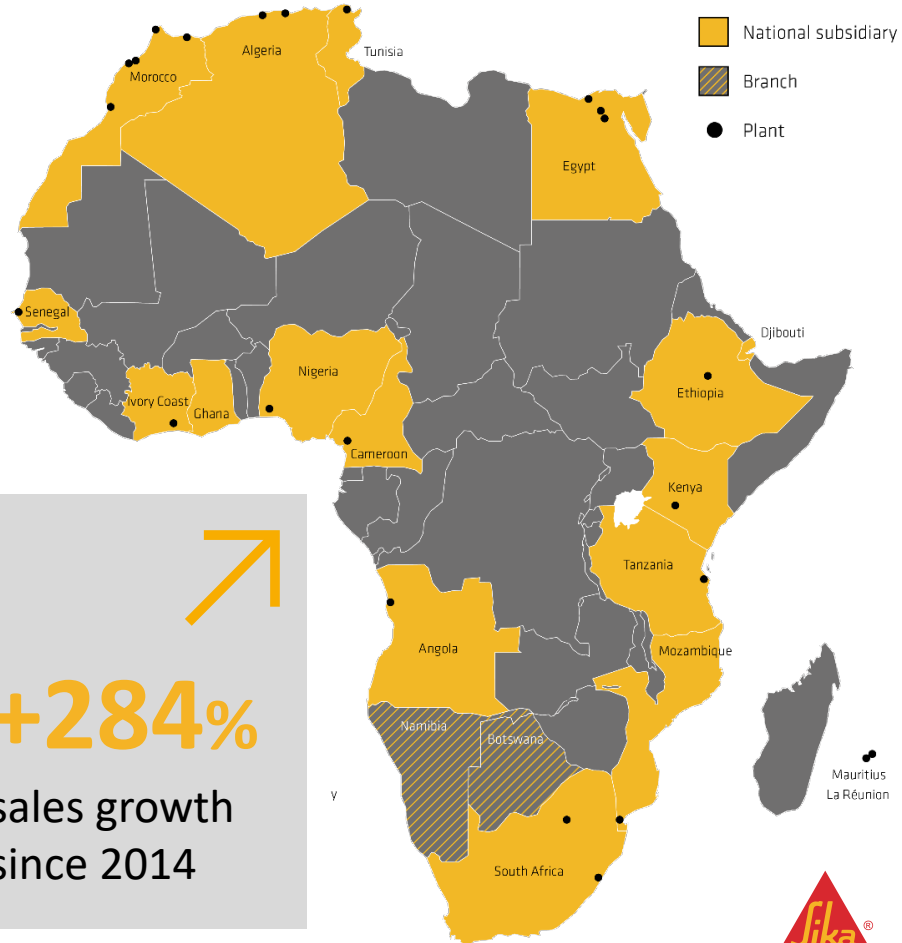 National subsidiary
Branch
Plant
Tunisia
Algeria
Morocco
Egypt
Senegal
Djibouti
Nigeria
Ethiopia
Ivory Coast
Ghana
Cameroon
Kenya
Tanzania
Angola
Mozambique
Namibia
Botswana
Mauritius
La Réunion
South Africa
+284%
sales growth
since 2014
y
Sika®